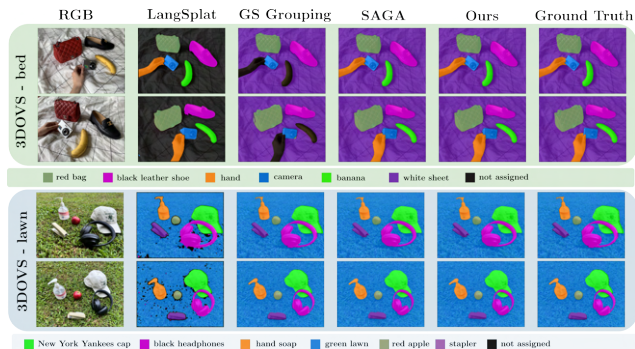 RGB LangSplat GS Grouping SAGA Ours Ground Truth
3DOVS - bed
red bag black leather shoe hand camera banana white sheet not assigned
3DOVS - lawn
New York Yankees cap black headphones hand soap green lawn red apple stapler not assigned